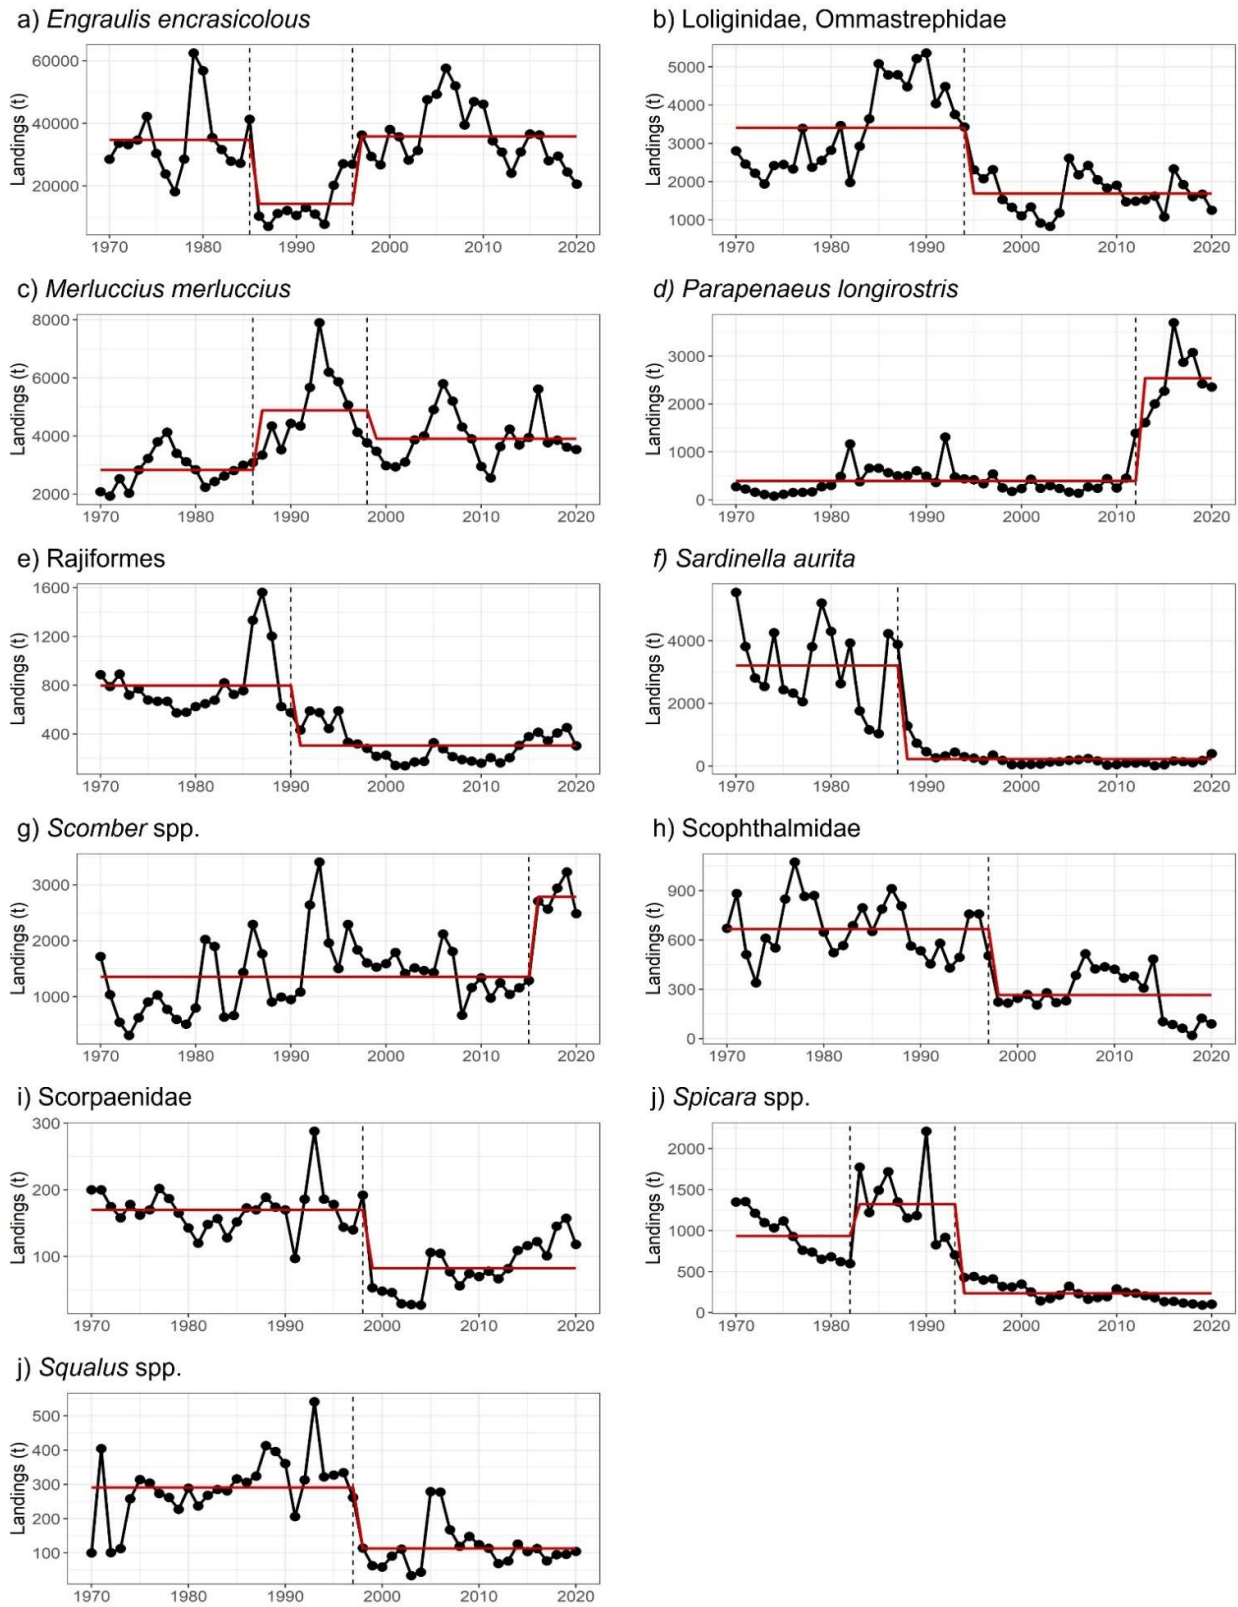 a) Engraulis encrasicolous
Landings (t)
60000
40000
20000
1970 1980 1990 2000 2010 2020
b) Loliginidae, Ommastrephidae
Landings (t)
5000
4000
3000
2000
1000
1970 1980 1990 2000 2010 2020
c) Merluccius merluccius
Landings (t)
8000
6000
4000
2000
1970 1980 1990 2000 2010 2020
d) Parapenaeus longirostris
Landings (t)
3000
2000
1000
0
1970 1980 1990 2000 2010 2020
e) Rajiformes
Landings (t)
1600
1200
800
400
1970 1980 1990 2000 2010 2020
f) Sardinella aurita
Landings (t)
4000
2000
0
1970 1980 1990 2000 2010 2020
g) Scomber spp.
Landings (t)
3000
2000
1000
1970 1980 1990 2000 2010 2020
h) Scophthalmidae
Landings (t)
900
600
300
0
1970 1980 1990 2000 2010 2020
i) Scorpaenidae
Landings (t)
300
200
100
1970 1980 1990 2000 2010 2020
j) Spicara spp.
Landings (t)
2000
1500
1000
500
0
1970 1980 1990 2000 2010 2020
j) Squalus spp.
Landings (t)
500
400
300
200
100
1970 1980 1990 2000 2010 2020